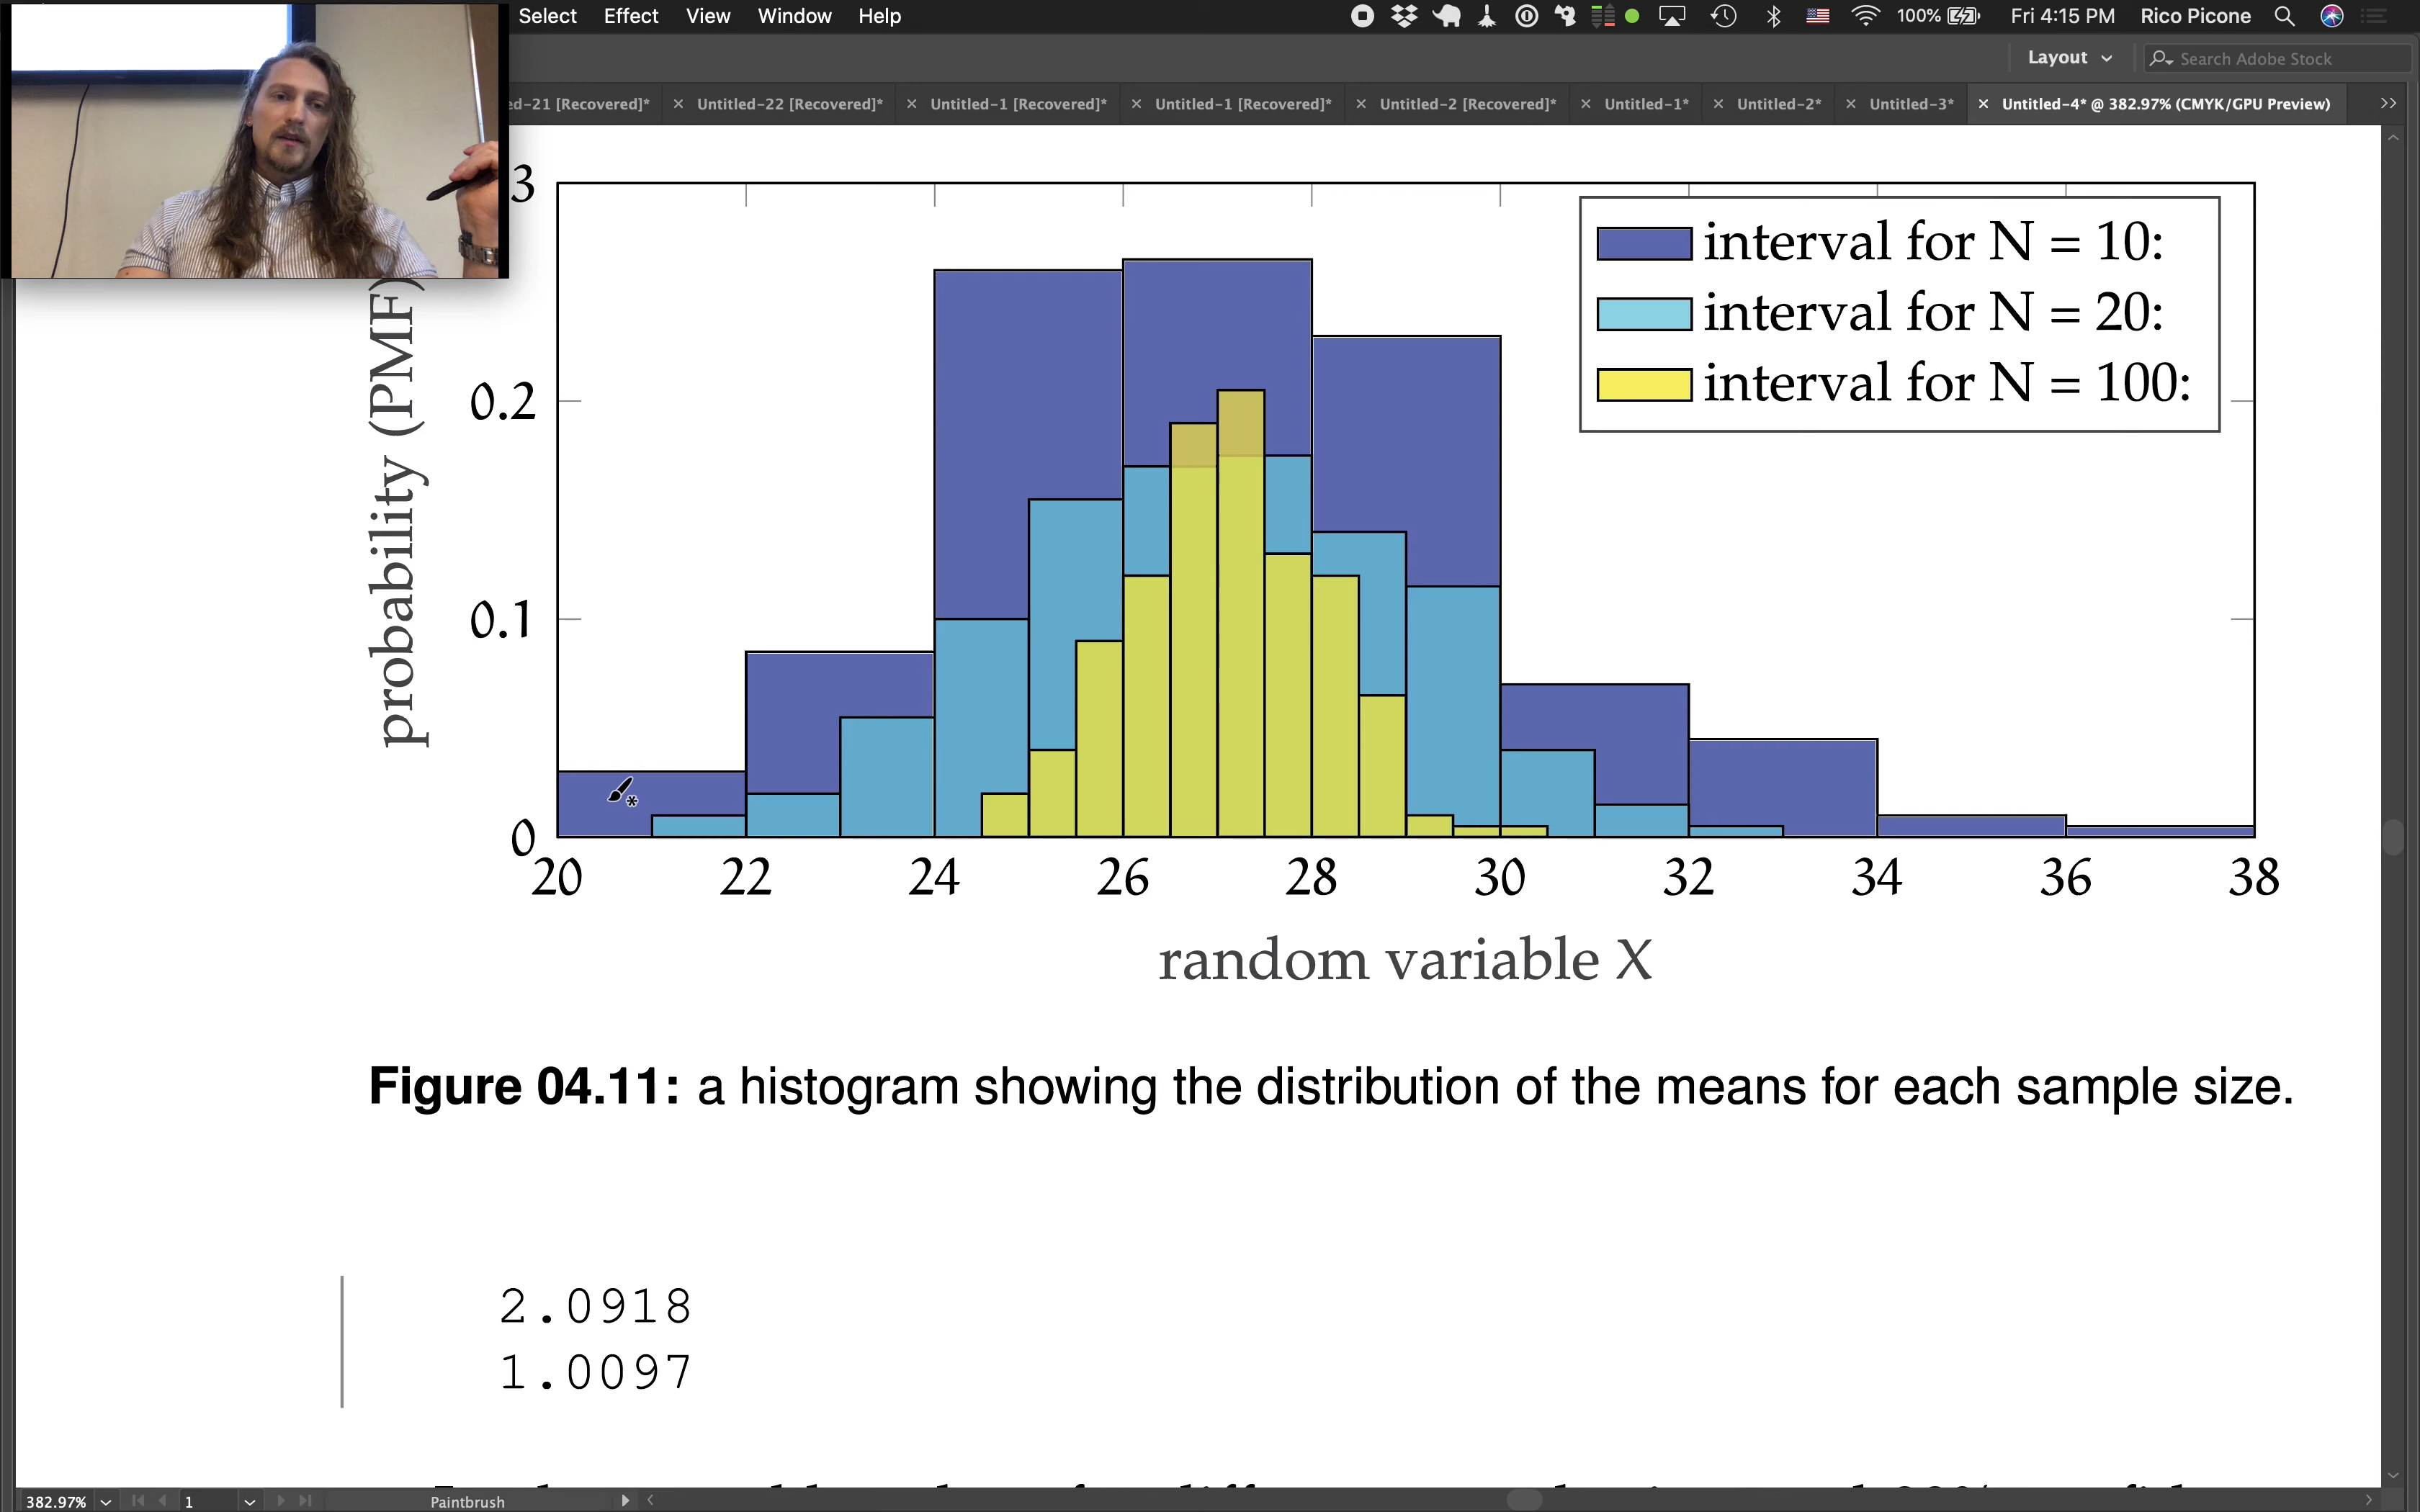 Select Effect View Window Help 100% Fri 4:15 PM Rico Picone
Layout Search Adobe Stock
ed-21 [Recovered]* × Untitled-22 [Recovered]* × Untitled-1 [Recovered]* × Untitled-1 [Recovered]* × Untitled-2 [Recovered]* × Untitled-1* × Untitled-2* × Untitled-3* × Untitled-4* @ 382.97% (CMYK/GPU Preview) >>
3
interval for N = 10:
interval for N = 20:
interval for N = 100:
probability (PMF)
0.2
0.1
0
20 22 24 26 28 30 32 34 36 38
random variable X
Figure 04.11: a histogram showing the distribution of the means for each sample size.
2.0918
1.0097
382.97% 1 Paintbrush